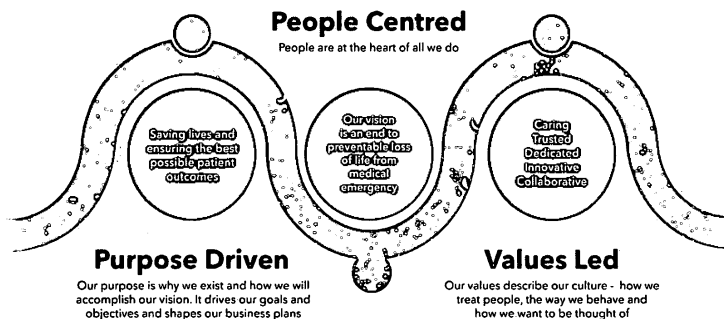 People Centred
People are at the heart of all we do
Saving lives and
ensuring the best
possible patient
outcomes
Our vision
is an end to
preventable loss
of life from
medical
emergency
Caring
Trusted
Dedicated
Innovative
Collaborative
Purpose Driven
Our purpose is why we exist and how we will
accomplish our vision. It drives our goals and
objectives and shapes our business plans
Values Led
Our values describe our culture - how we
treat people, the way we behave and
how we want to be thought of